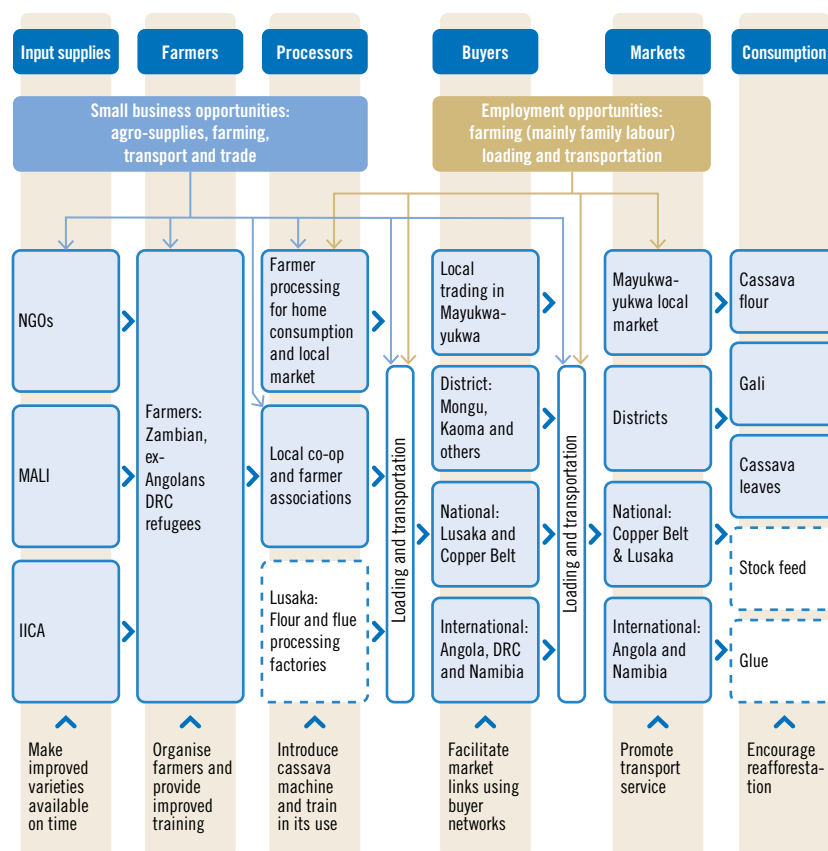 Input supplies
Farmers
Processors
Buyers
Markets
Consumption
Small business opportunities:
agro-supplies, farming,
transport and trade
Employment opportunities:
farming (mainly family labour)
loading and transportation
NGOs
MALI
IICA
Farmers:
Zambian,
ex-
Angolans
DRC
refugees
Farmer
processing
for home
consumption
and local
market
Local co-op
and farmer
associations
Lusaka:
Flour and flue
processing
factories
Loading and transportation
Local
trading in
Mayukwa-
yukwa
District:
Mongu,
Kaoma and
others
National:
Lusaka and
Copper Belt
International:
Angola, DRC
and Namibia
Loading and transportation
Mayukwa-
yukwa local
market
Districts
National:
Copper Belt
& Lusaka
International:
Angola and
Namibia
Cassava
flour
Gali
Cassava
leaves
Stock feed
Glue
Make
improved
varieties
available
on time
Organise
farmers and
provide
improved
training
Introduce
cassava
machine
and train
in its use
Facilitate
market
links using
buyer
networks
Promote
transport
service
Encourage
reafforesta-
tion